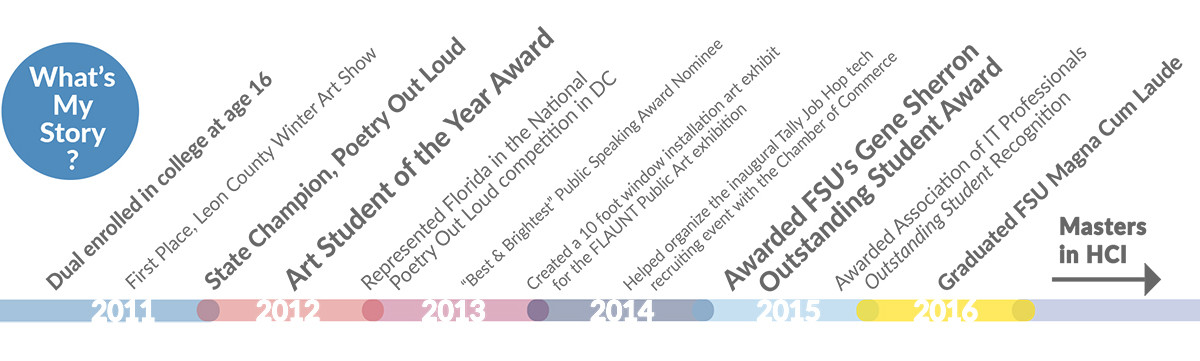 What's
My
Story
?
Dual enrolled in college at age 16
First Place, Leon County Winter Art Show
State Champion, Poetry Out Loud
Art Student of the Year Award
Represented Florida in the National
Poetry Out Loud competition in DC
"Best & Brightest" Public Speaking Award Nominee
Created a 10 foot window installation art exhibit
for the FLAUNT Public Art exhibition
Helped organize the inaugural Tally Job Hop tech
recruiting event with the Chamber of Commerce
Awarded FSU's Gene Sherron
Outstanding Student Award
Awarded Association of IT Professionals
Outstanding Student Recognition
Graduated FSU Magna Cum Laude
Masters
in HCI
2011
2012
2013
2014
2015
2016